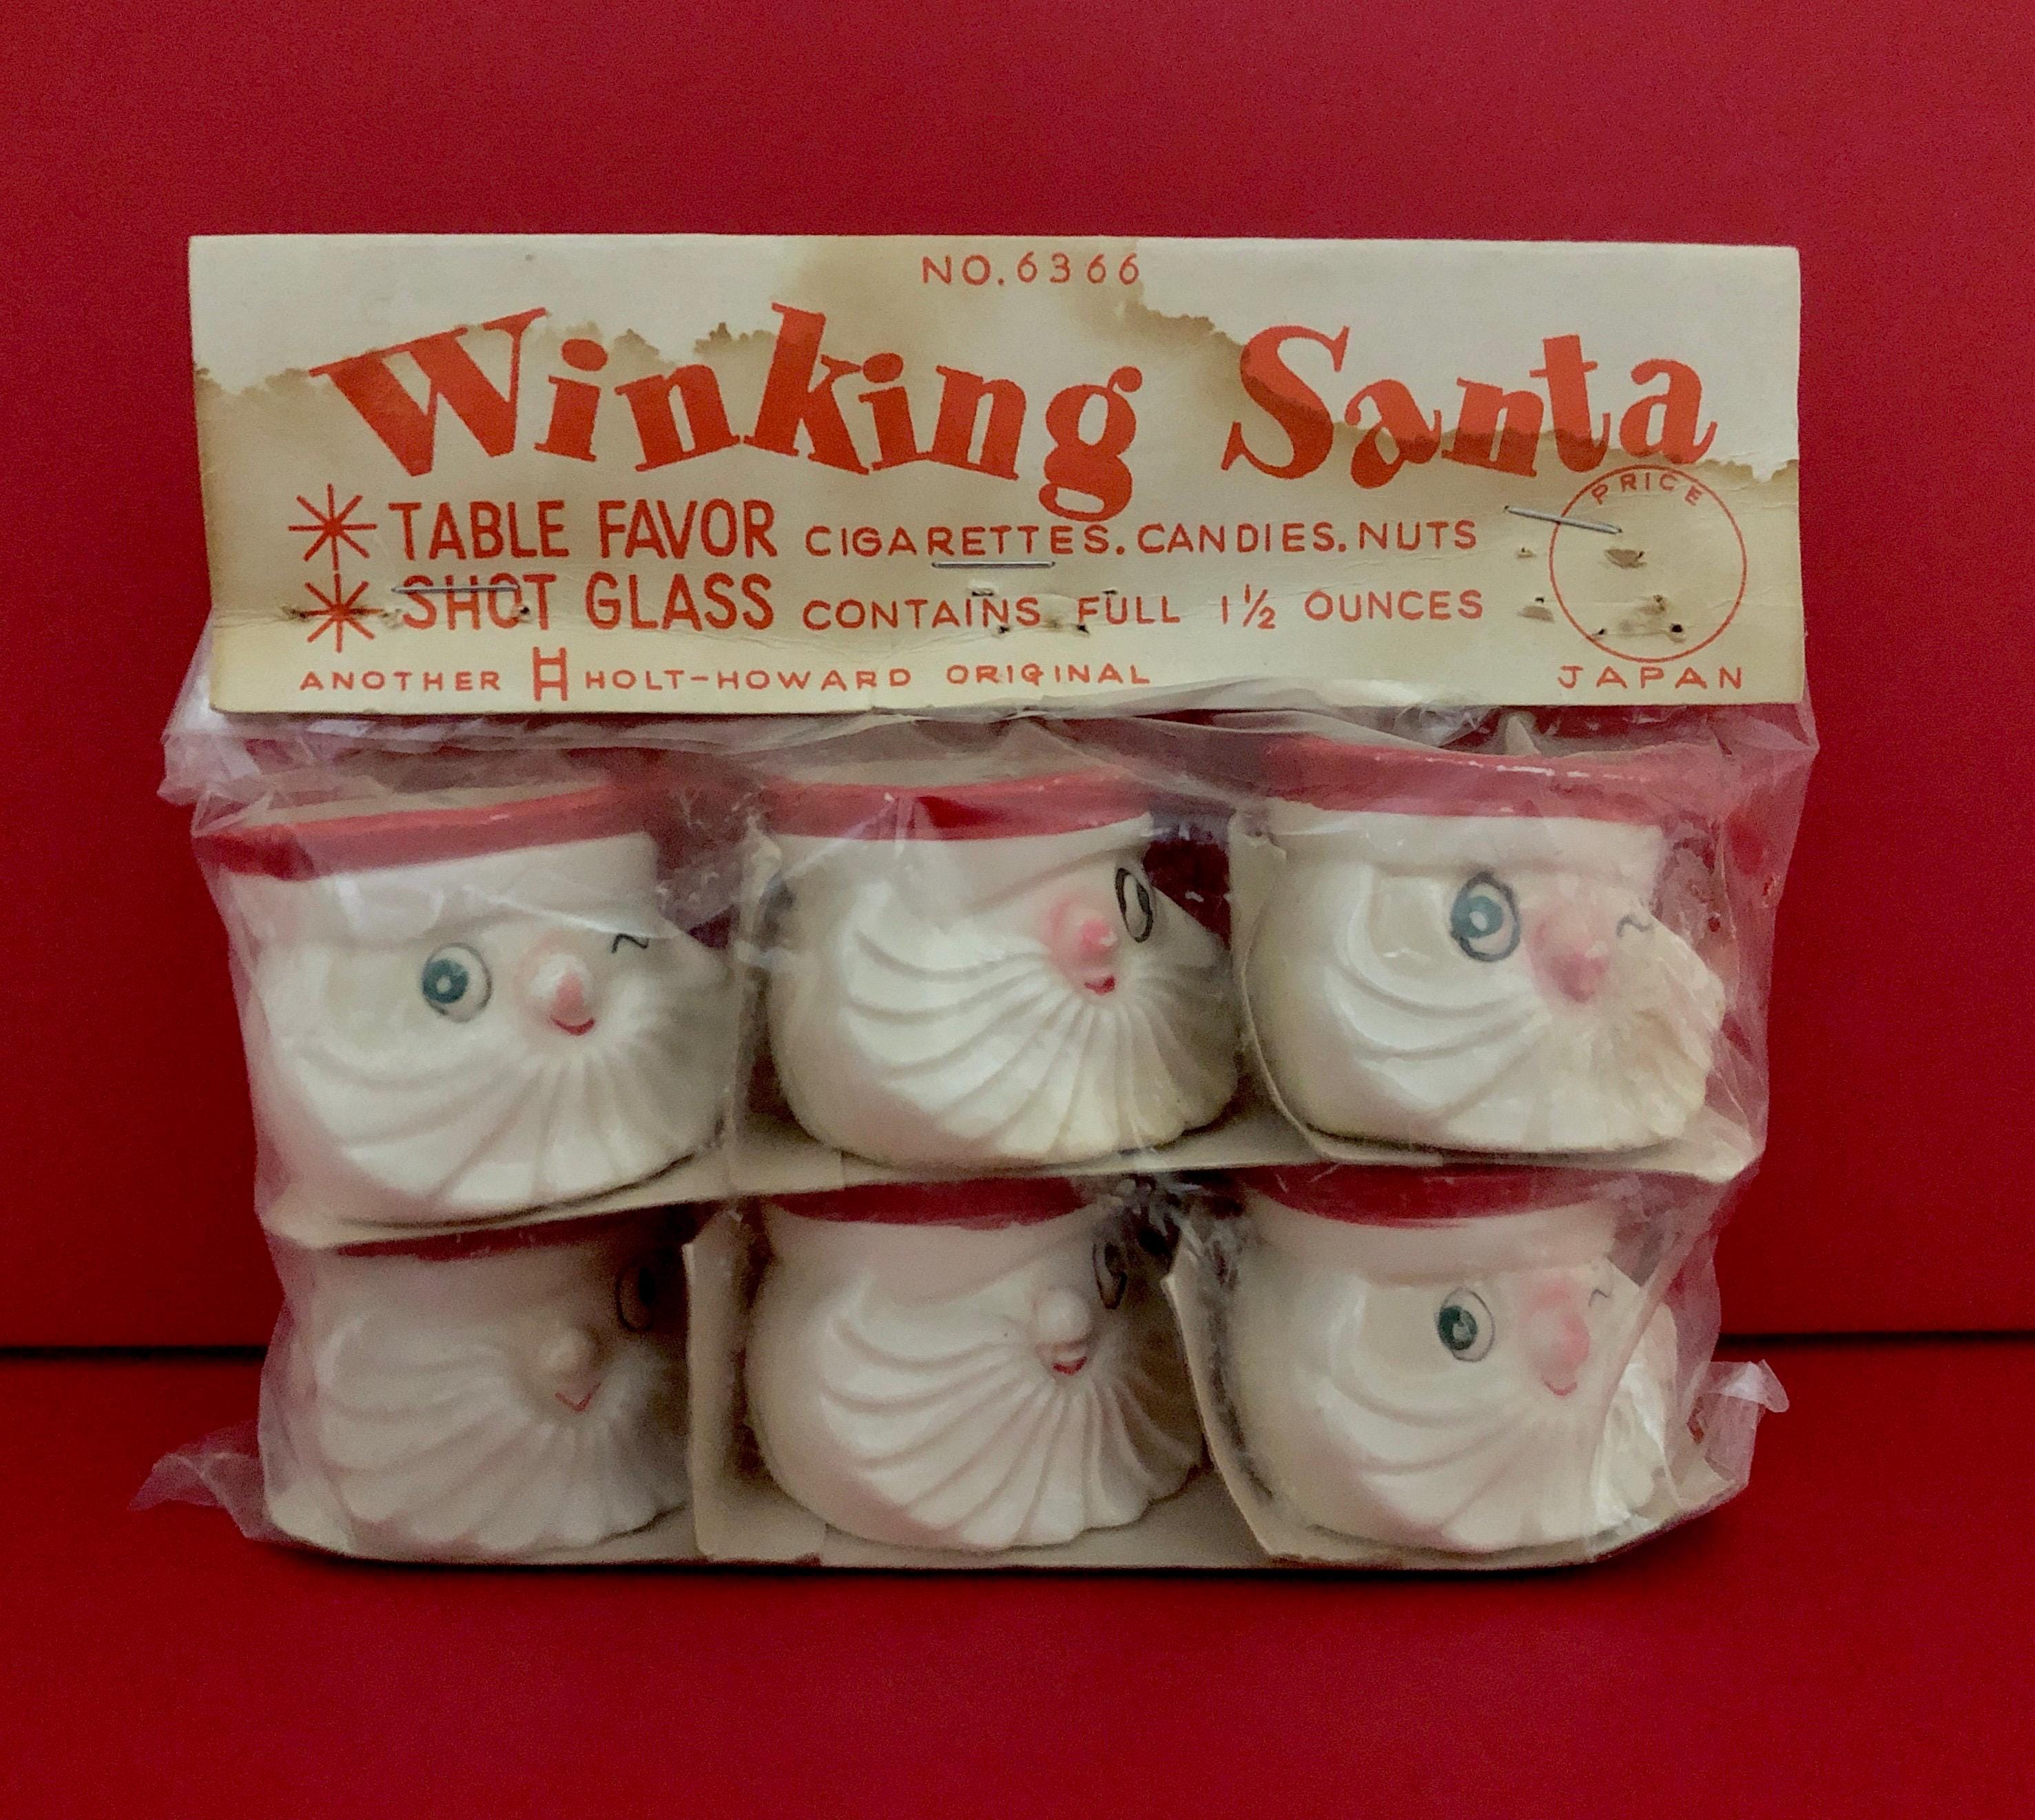 NO. 6366
Winking Santa
TABLE FAVOR CIGARETTES. CANDIES. NUTS
PRICE
SHOT GLASS CONTAINS FULL 1½ OUNCES
ANOTHER HH HOLT-HOWARD ORIGINAL
JAPAN